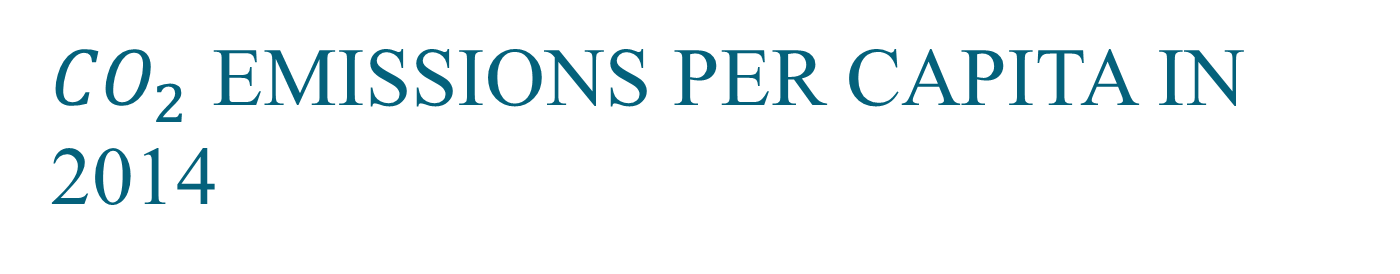 𝐶𝑂₂ EMISSIONS PER CAPITA IN
2014